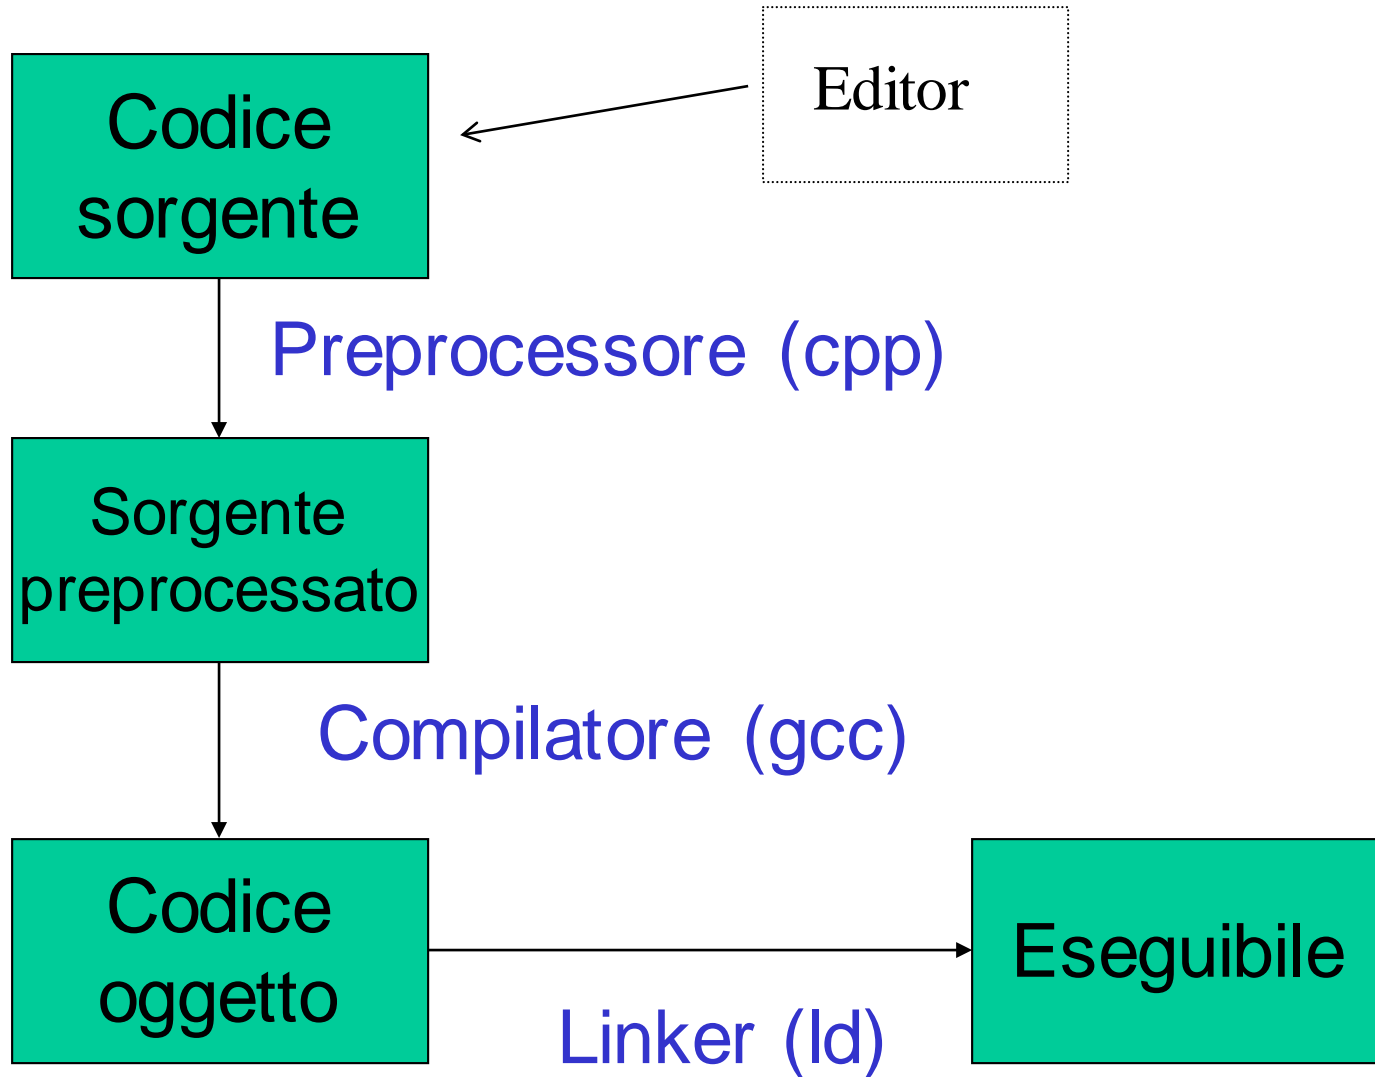 Editor
Codice
sorgente
Preprocessore (cpp)
Sorgente
preprocessato
Compilatore (gcc)
Codice
oggetto
Eseguibile
Linker (ld)